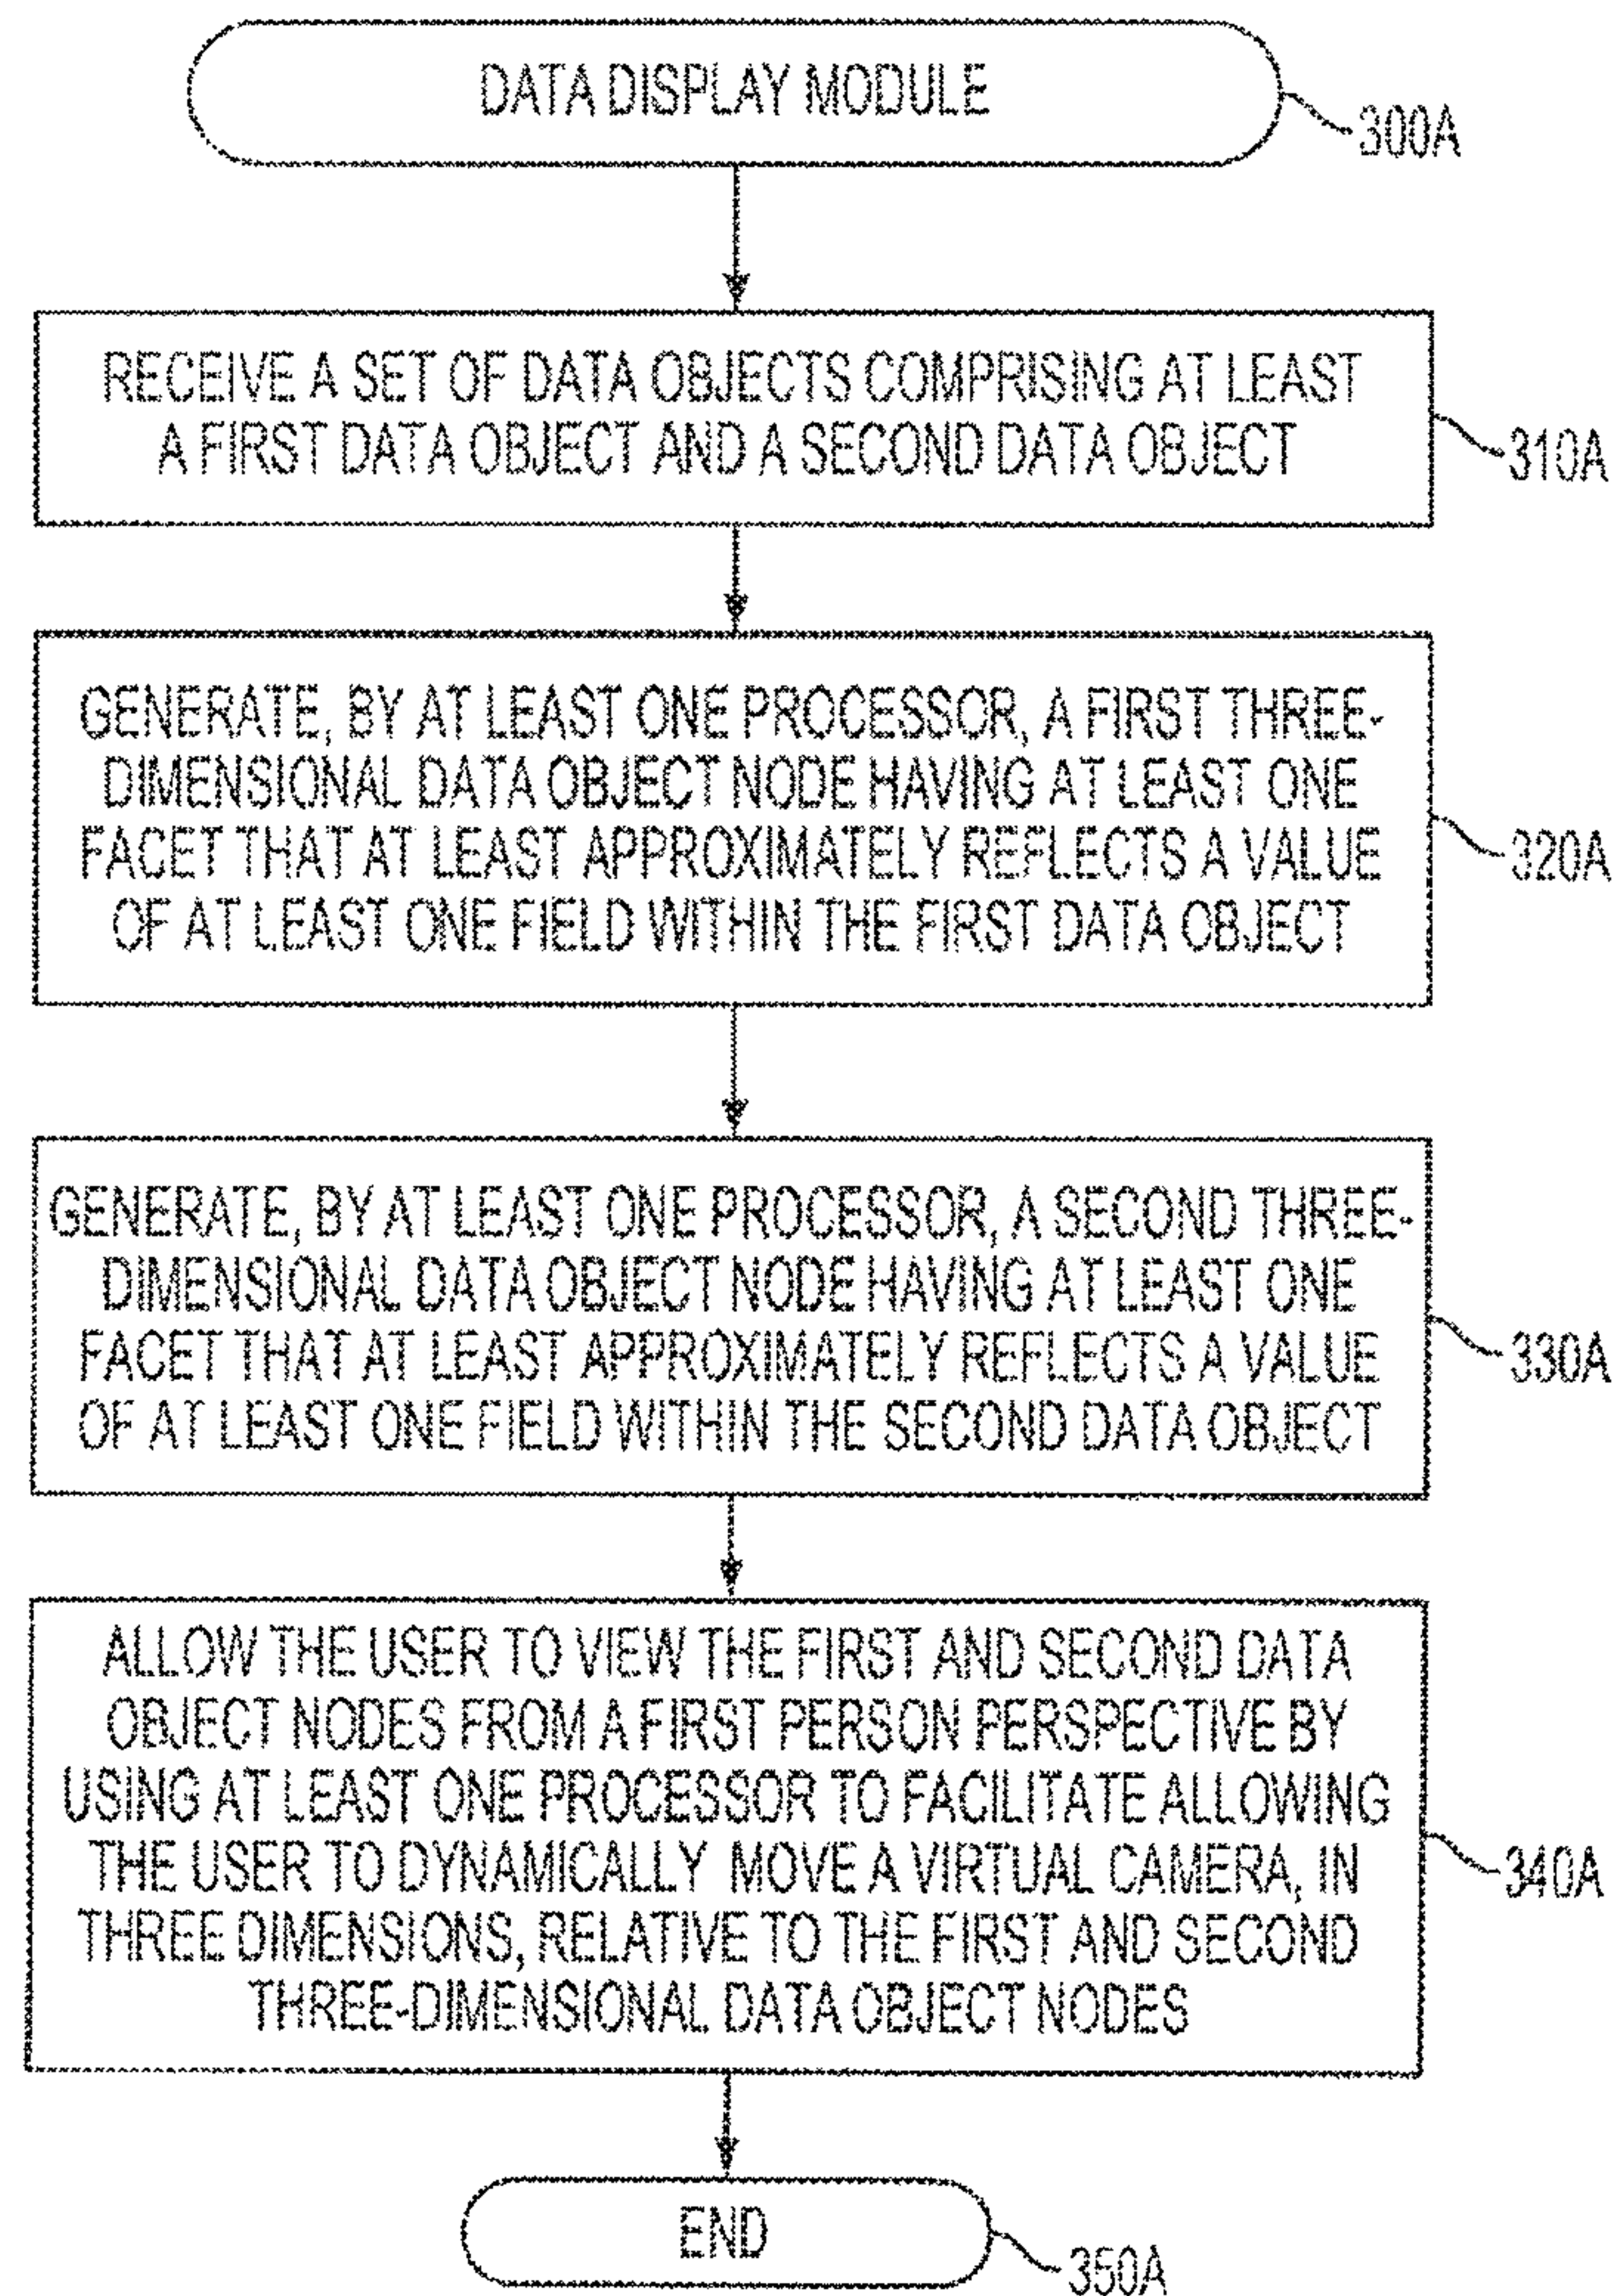 DATA DISPLAY MODULE
300A
RECEIVE A SET OF DATA OBJECTS COMPRISING AT LEAST
A FIRST DATA OBJECT AND A SECOND DATA OBJECT
310A
GENERATE, BY AT LEAST ONE PROCESSOR, A FIRST THREE-
DIMENSIONAL DATA OBJECT NODE HAVING AT LEAST ONE
FACET THAT AT LEAST APPROXIMATELY REFLECTS A VALUE
OF AT LEAST ONE FIELD WITHIN THE FIRST DATA OBJECT
320A
GENERATE, BY AT LEAST ONE PROCESSOR, A SECOND THREE-
DIMENSIONAL DATA OBJECT NODE HAVING AT LEAST ONE
FACET THAT AT LEAST APPROXIMATELY REFLECTS A VALUE
OF AT LEAST ONE FIELD WITHIN THE SECOND DATA OBJECT
330A
ALLOW THE USER TO VIEW THE FIRST AND SECOND DATA
OBJECT NODES FROM A FIRST PERSON PERSPECTIVE BY
USING AT LEAST ONE PROCESSOR TO FACILITATE ALLOWING
THE USER TO DYNAMICALLY MOVE A VIRTUAL CAMERA, IN
THREE DIMENSIONS, RELATIVE TO THE FIRST AND SECOND
THREE-DIMENSIONAL DATA OBJECT NODES
340A
END
350A